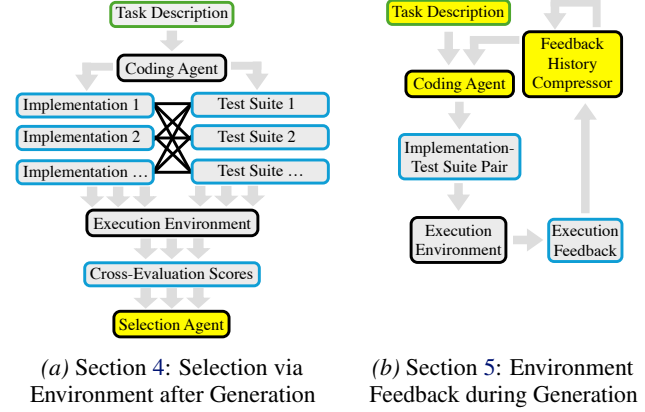 Task Description
Coding Agent
Implementation 1
Test Suite 1
Implementation 2
Test Suite 2
Implementation …
Test Suite …
Execution Environment
Cross-Evaluation Scores
Selection Agent
(a) Section 4: Selection via
Environment after Generation
Task Description
Feedback
History
Compressor
Coding Agent
Implementation-
Test Suite Pair
Execution
Environment
Execution
Feedback
(b) Section 5: Environment
Feedback during Generation